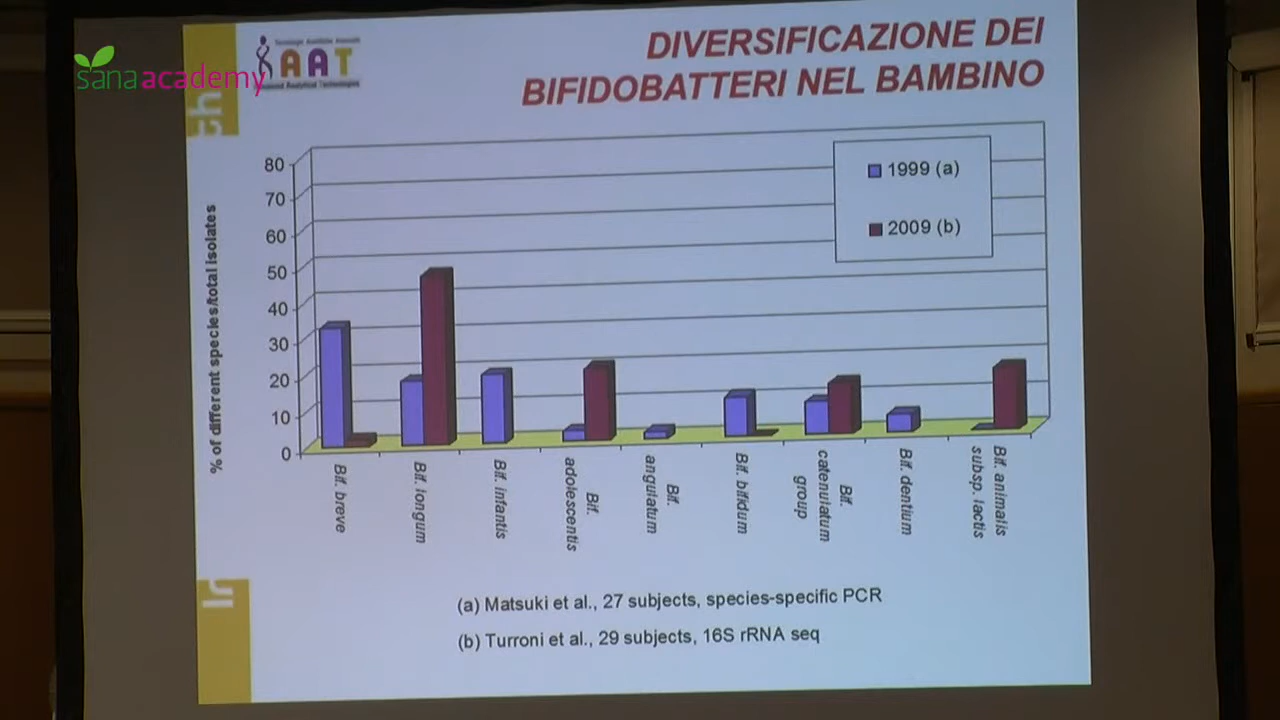 sanaacademy
AAT
DIVERSIFICAZIONE DEI
BIFIDOBATTERI NEL BAMBINO
% of different species/total isolates
80
70
60
50
40
30
20
10
0
1999 (a)
2009 (b)
Bif. breve
Bif. longum
Bif. infantis
Bif.
adolescentis
Bif.
angulatum
Bif. bifidum
Bif.
catenulatum
group
Bif. dentium
Bif. animalis
subsp. lactis
(a) Matsuki et al., 27 subjects, species-specific PCR
(b) Turroni et al., 29 subjects, 16S rRNA seq